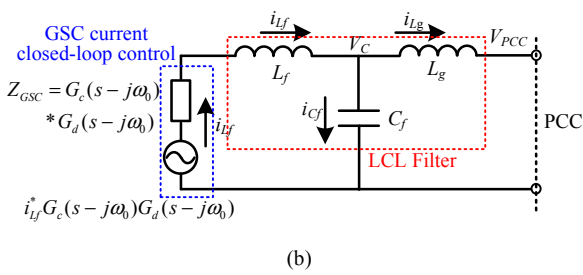 GSC current
closed-loop control
i_{Lf}
i_{Lg}
V_C
V_{PCC}
L_f
L_g
Z_{GSC} = G_c(s - jω_0)
*G_d(s - jω_0)
i_{Lf}
i_{Cf}
C_f
PCC
LCL Filter
i^*_{Lf}G_c(s - jω_0)G_d(s - jω_0)
(b)